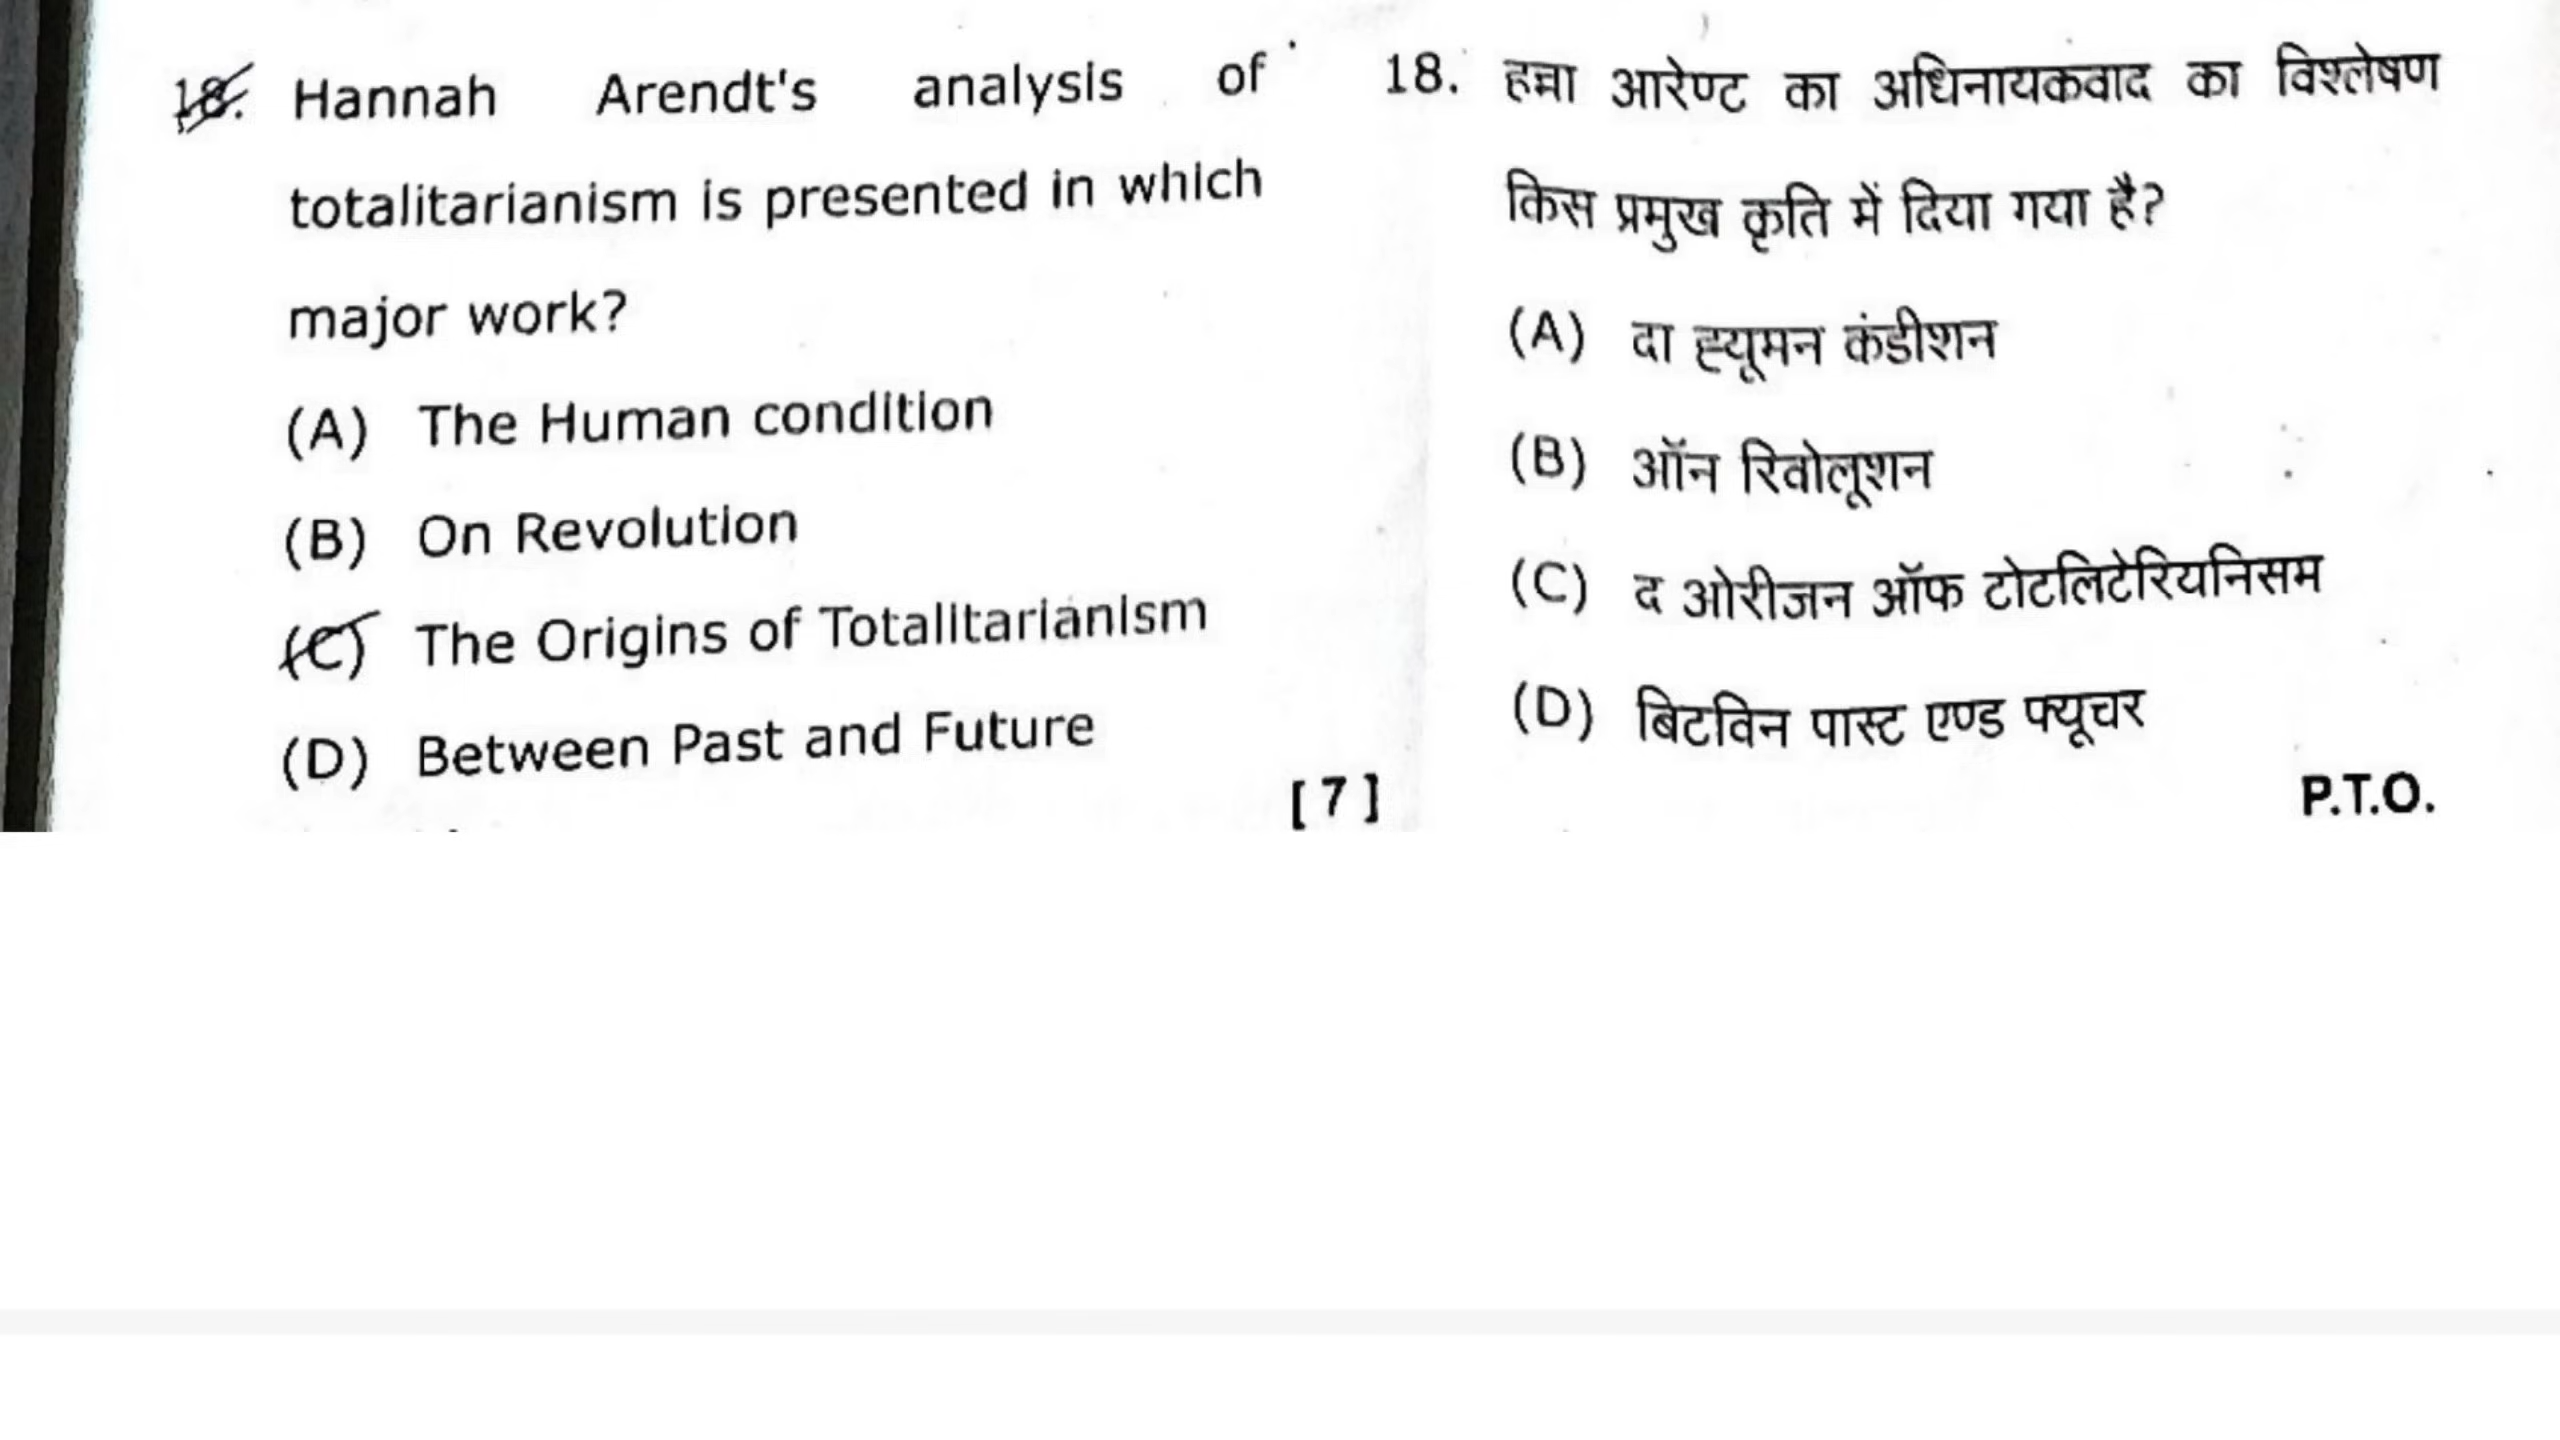 18. Hannah Arendt's analysis of
totalitarianism is presented in which
major work?
(A) The Human condition
(B) On Revolution
(C) The Origins of Totalitarianism
(D) Between Past and Future
18. हन्ना आरेण्ट का अधिनायकवाद का विश्लेषण
किस प्रमुख कृति में दिया गया है?
(A) दा ह्यूमन कंडीशन
(B) ऑन रिवोलूशन
(C) द ओरीजन ऑफ टोटलिटेरियनिसम
(D) बिटविन पास्ट एण्ड फ्यूचर
[ 7 ]
P.T.O.